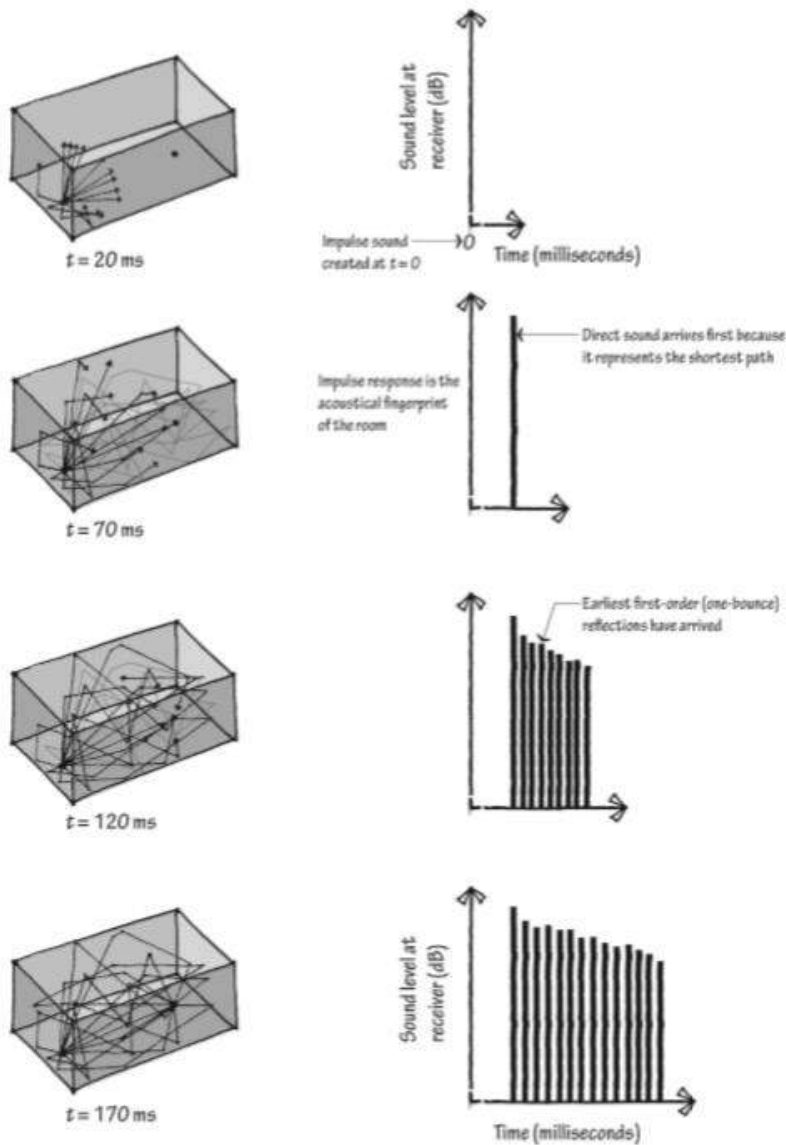 Sound level at
receiver (dB)
t = 20 ms
Impulse sound
created at t = 0
0
Time (milliseconds)
Direct sound arrives first because
it represents the shortest path
Impulse response is the
acoustical fingerprint
of the room
t = 70 ms
Earliest first-order (one-bounce)
reflections have arrived
t = 120 ms
Sound level at
receiver (dB)
t = 170 ms
Time (milliseconds)